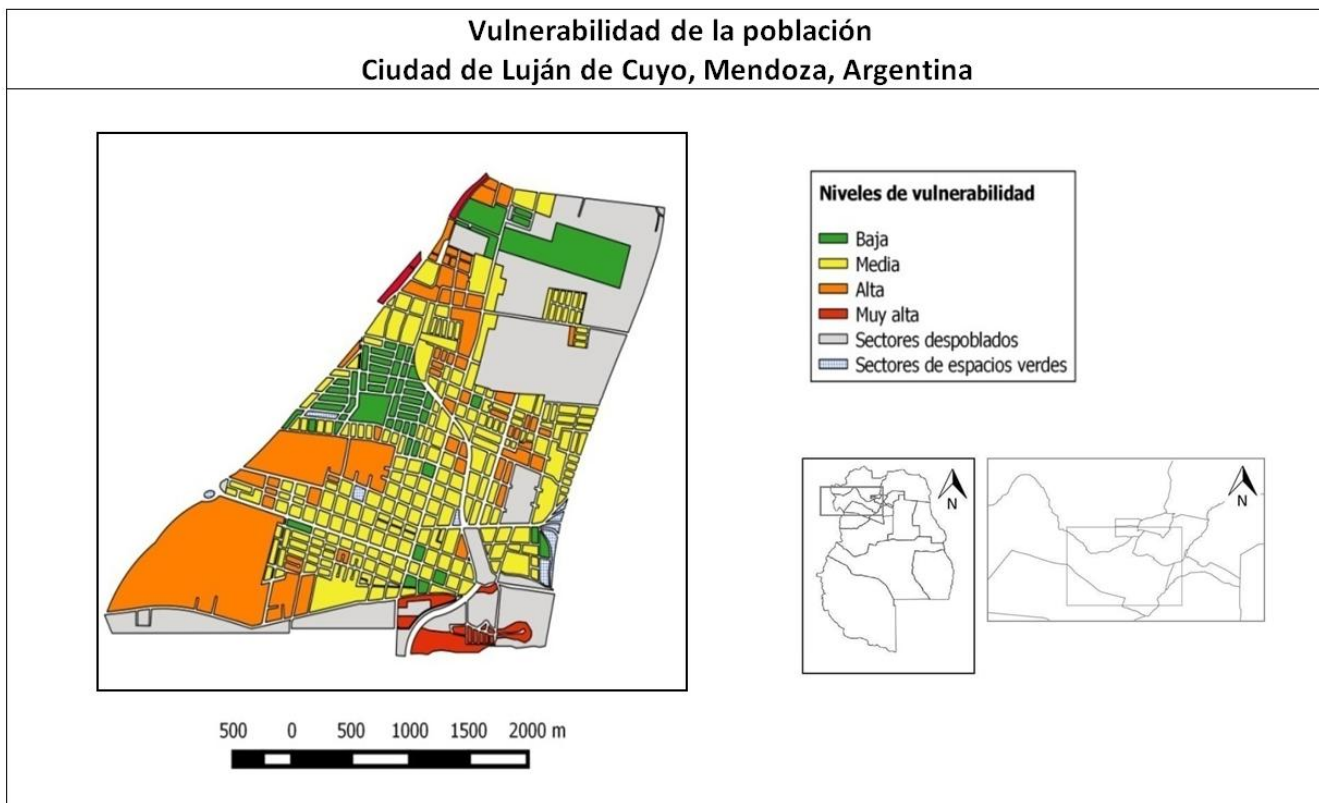 Vulnerabilidad de la población
Ciudad de Luján de Cuyo, Mendoza, Argentina
Niveles de vulnerabilidad
Baja
Media
Alta
Muy alta
Sectores despoblados
Sectores de espacios verdes
N
N
500 0 500 1000 1500 2000 m